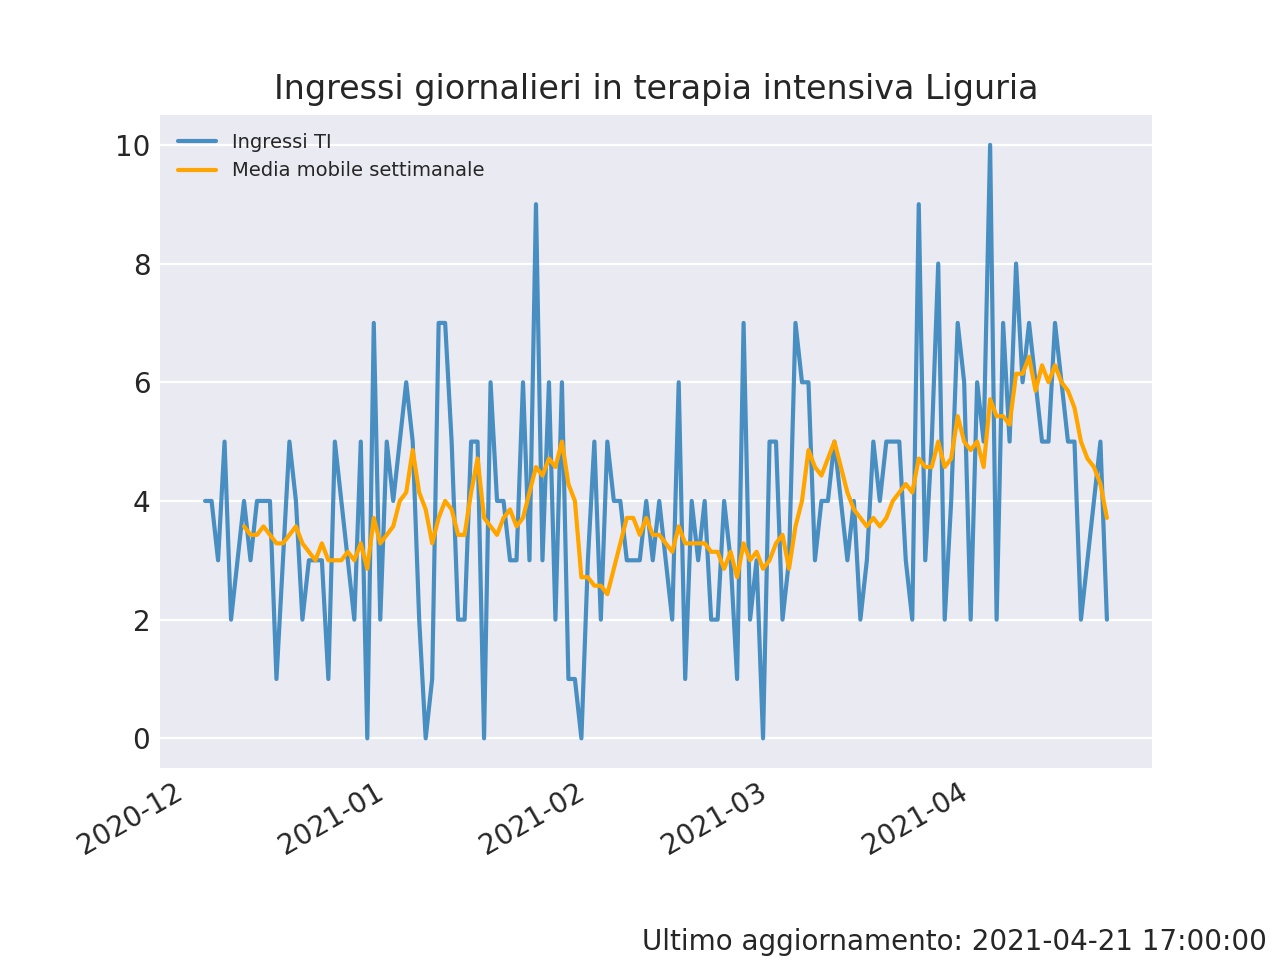 Ingressi giornalieri in terapia intensiva Liguria
Ingressi TI
Media mobile settimanale
10
8
6
4
2
0
2020-12
2021-01
2021-02
2021-03
2021-04
Ultimo aggiornamento: 2021-04-21 17:00:00